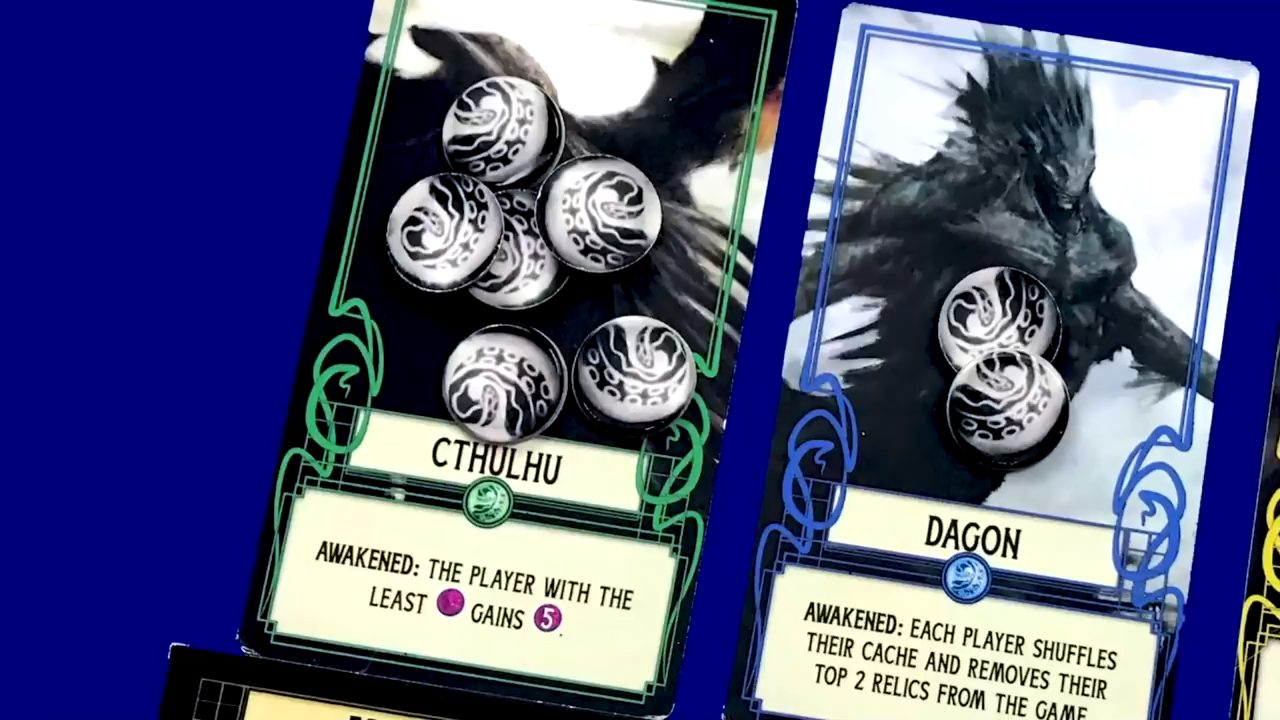 CTHULHU
AWAKENED: THE PLAYER WITH THE
LEAST GAINS 5.
DAGON
AWAKENED: EACH PLAYER SHUFFLES
THEIR CACHE AND REMOVES THEIR
TOP 2 RELICS FROM THE GAME